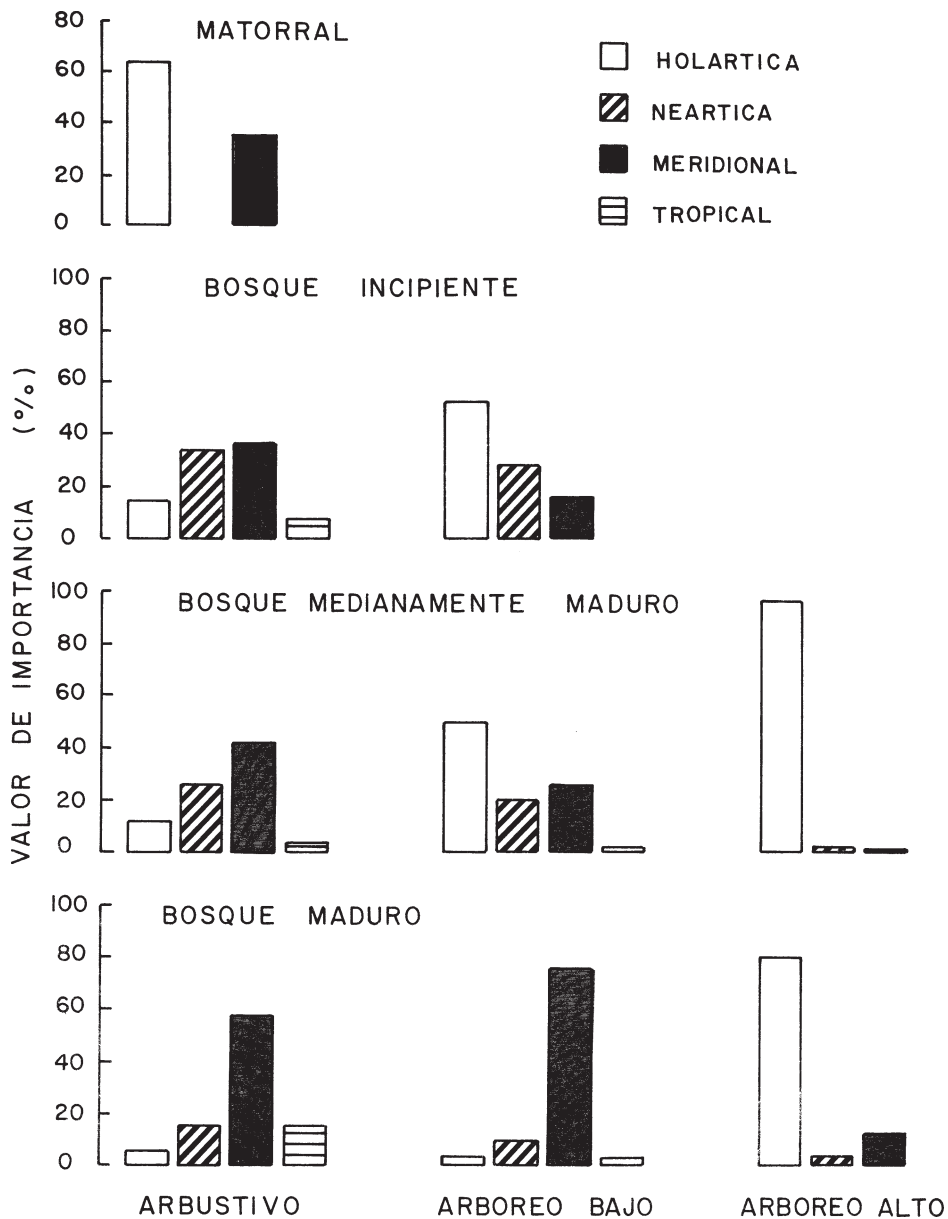 MATORRAL
80
60
40
20
0
HOLARTICA
NEARTICA
MERIDIONAL
TROPICAL
VALOR DE IMPORTANCIA (%)
BOSQUE INCIPIENTE
100
80
60
40
20
0
BOSQUE MEDIANAMENTE MADURO
100
80
60
40
20
0
BOSQUE MADURO
100
80
60
40
20
0
ARBUSTIVO ARBOREO BAJO ARBOREO ALTO